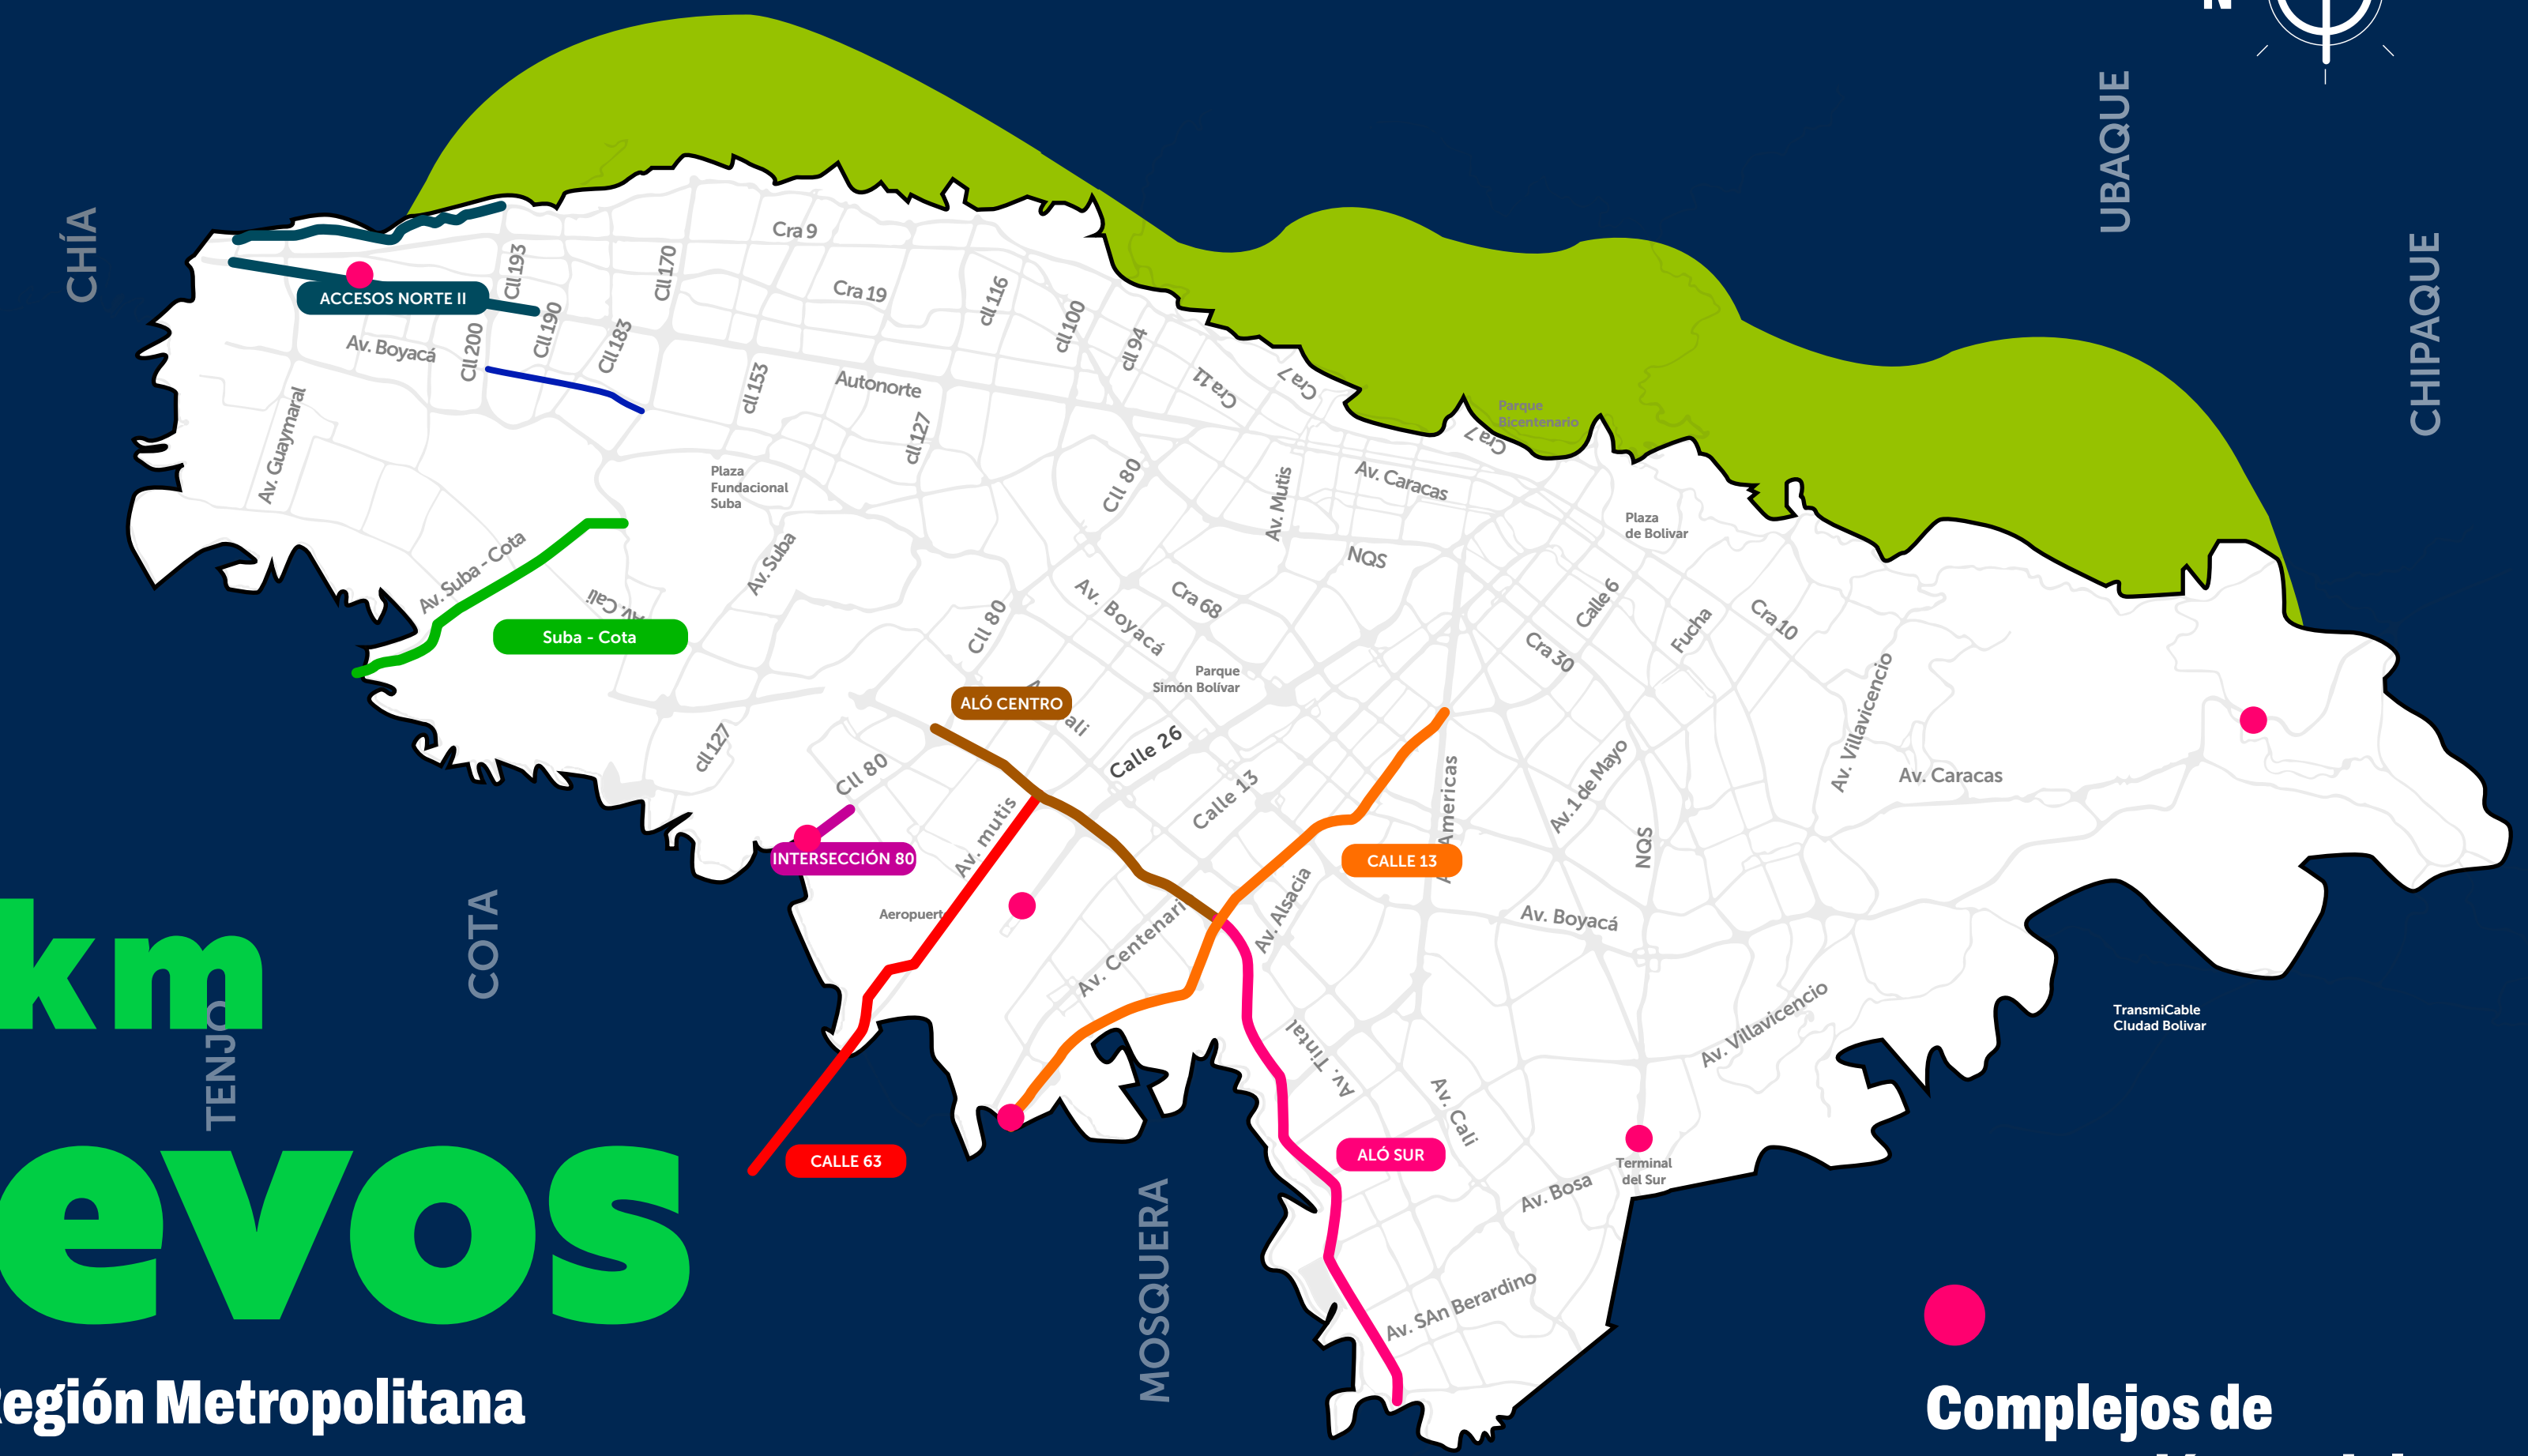 N
UBAQUE
CHÍA
CHIPAQUE
Cra 9
Cll 193
Cll 170
Cra 19
cll 116
ACCESOS NORTE II
cll 100
Cll 190
Cll 183
cll 94
Av. Boyacá
Cll 200
cll 153
Autonorte
Cra 11
Cra 7
Parque
Bicentenario
Av. Guaymaral
cll 127
Cra 7
Plaza
Fundacional
Suba
Cll 80
Av. Mutis
Av. Caracas
Plaza
de Bolivar
Av. Suba - Cota
Av. Suba
NQS
Av. Cali
Suba - Cota
Cll 80
Av. Boyacá
Cra 68
Calle 6
Fucha
Cra 10
Cra 30
Parque
Simón Bolívar
Av. Villavicencio
ALÓ CENTRO
ali
cll 127
Cll 80
Calle 26
Calle 13
Americas
Av. 1 de Mayo
Av. Caracas
Av. mutis
INTERSECCIÓN 80
CALLE 13
NQS
Aeropuerto
Av. Centenari
Av. Alsacia
Av. Boyacá
km
COTA
TENJO
Av. Tintal
Av. Villavicencio
TransmiCable
CIudad Bolivar
Av. Cali
CALLE 63
ALÓ SUR
Terminal
del Sur
Av. Bosa
evos
MOSQUERA
Av. SAn Berardino
egión Metropolitana
Complejos de